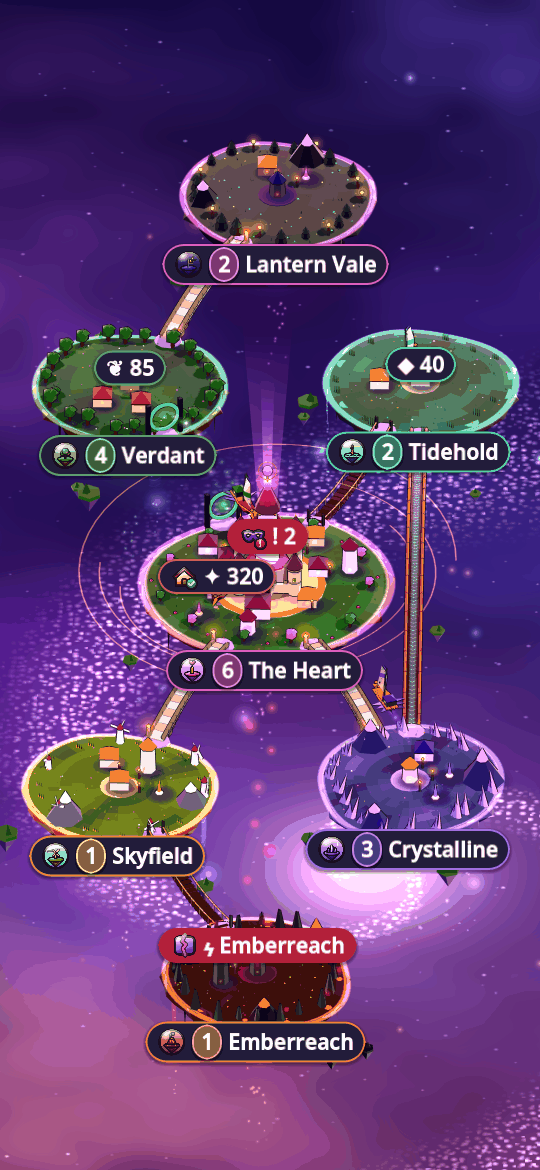 2 Lantern Vale
85
40
4 Verdant
2 Tidehold
! 2
320
6 The Heart
1 Skyfield
3 Crystalline
Emberreach
1 Emberreach